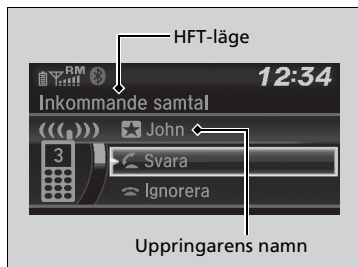 HFT-läge
RM 12:34
Inkommande samtal
John
3
Svara
Ignorera
Uppringarens namn